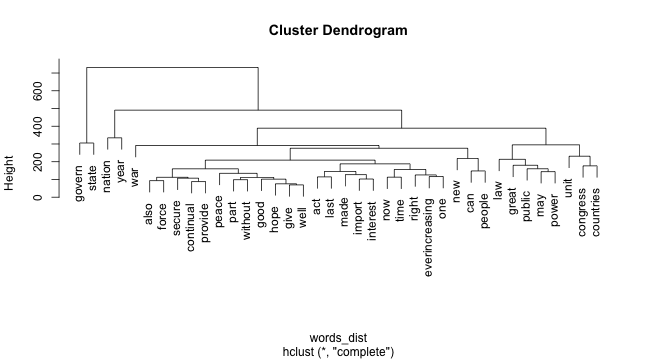 Cluster Dendrogram
Height
600
400
200
0
govern
state
nation
year
war
also
force
secure
continual
provide
peace
part
without
good
hope
give
well
act
last
made
import
interest
now
time
right
everincreasing
one
new
can
people
law
great
public
may
power
unit
congress
countries
words_dist
hclust (*, "complete")